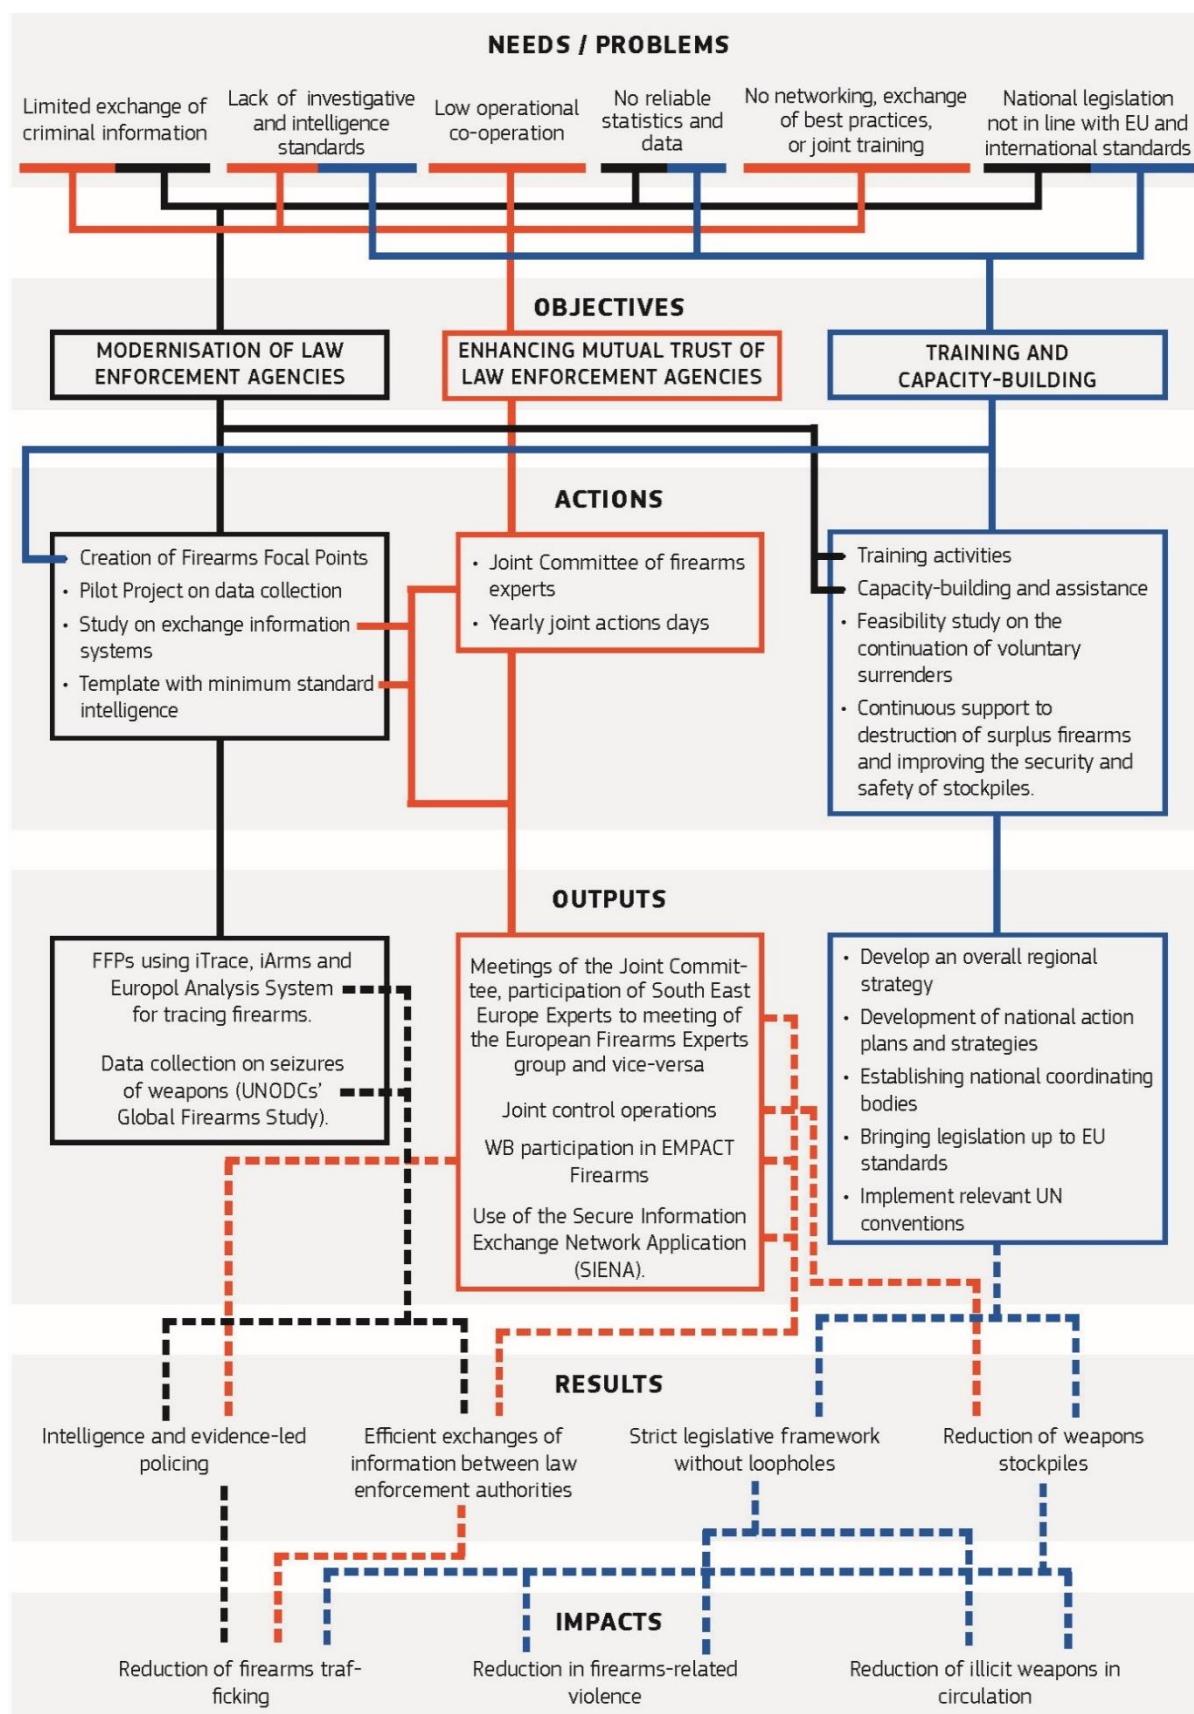 NEEDS / PROBLEMS
Limited exchange of
criminal information
Lack of investigative
and intelligence
standards
Low operational
co-operation
No reliable
statistics and
data
No networking, exchange
of best practices,
or joint training
National legislation
not in line with EU and
international standards
OBJECTIVES
MODERNISATION OF LAW
ENFORCEMENT AGENCIES
ENHANCING MUTUAL TRUST OF
LAW ENFORCEMENT AGENCIES
TRAINING AND
CAPACITY-BUILDING
ACTIONS
Creation of Firearms Focal Points
• Pilot Project on data collection
• Study on exchange information
systems
• Template with minimum standard
intelligence
• Joint Committee of firearms
experts
• Yearly joint actions days
Training activities
Capacity-building and assistance
• Feasibility study on the
continuation of voluntary
surrenders
• Continuous support to
destruction of surplus firearms
and improving the security and
safety of stockpiles.
OUTPUTS
FFPs using iTrace, iArms and
Europol Analysis System
for tracing firearms.
Data collection on seizures
of weapons (UNODCs'
Global Firearms Study).
Meetings of the Joint Commit-
tee, participation of South East
Europe Experts to meeting of
the European Firearms Experts
group and vice-versa
Joint control operations
WB participation in EMPACT
Firearms
Use of the Secure Information
Exchange Network Application
(SIENA).
• Develop an overall regional
strategy
• Development of national action
plans and strategies
• Establishing national coordinating
bodies
• Bringing legislation up to EU
standards
• Implement relevant UN
conventions
RESULTS
Intelligence and evidence-led
policing
Efficient exchanges of
information between law
enforcement authorities
Strict legislative framework
without loopholes
Reduction of weapons
stockpiles
IMPACTS
Reduction of firearms traf-
ficking
Reduction in firearms-related
violence
Reduction of illicit weapons in
circulation